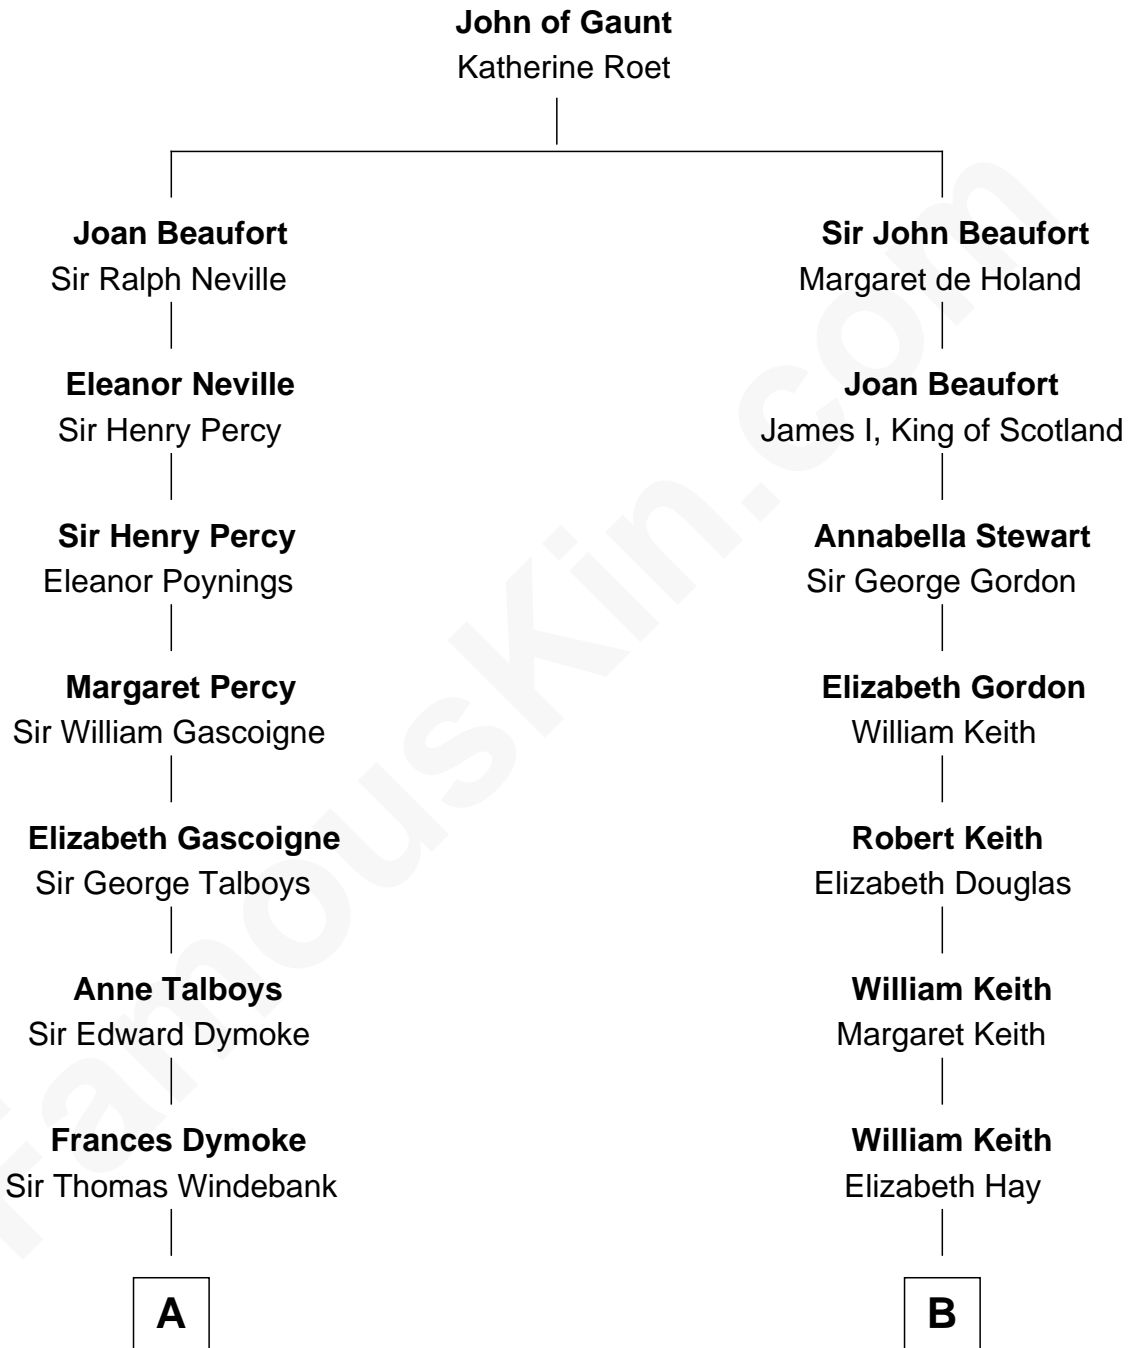 John of Gaunt
Katherine Roet
Joan Beaufort
Sir Ralph Neville
Sir John Beaufort
Margaret de Holand
Eleanor Neville
Sir Henry Percy
Joan Beaufort
James I, King of Scotland
Sir Henry Percy
Eleanor Poynings
Annabella Stewart
Sir George Gordon
Margaret Percy
Sir William Gascoigne
Elizabeth Gordon
William Keith
Elizabeth Gascoigne
Sir George Talboys
Robert Keith
Elizabeth Douglas
Anne Talboys
Sir Edward Dymoke
William Keith
Margaret Keith
Frances Dymoke
Sir Thomas Windebank
William Keith
Elizabeth Hay
A
B
FamousKin.com